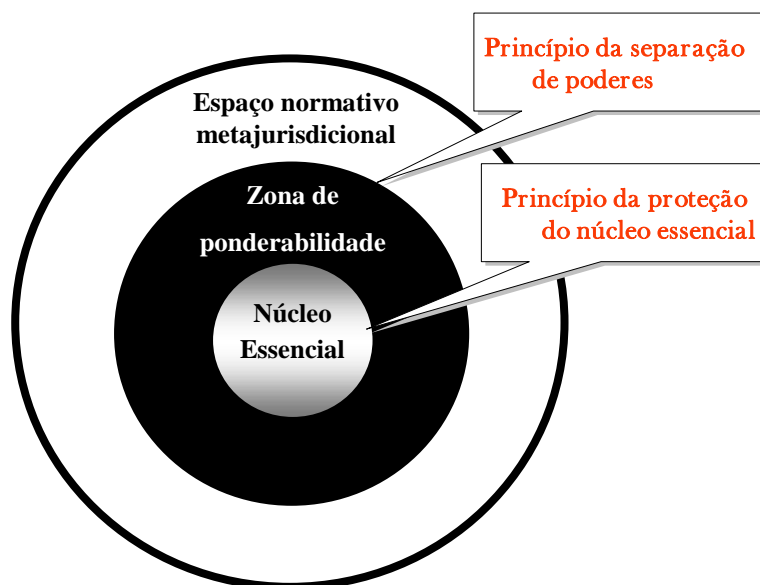 Princípio da separação
de poderes
Espaço normativo
metajurisdicional
Zona de
ponderabilidade
Princípio da proteção
do núcleo essencial
Núcleo
Essencial